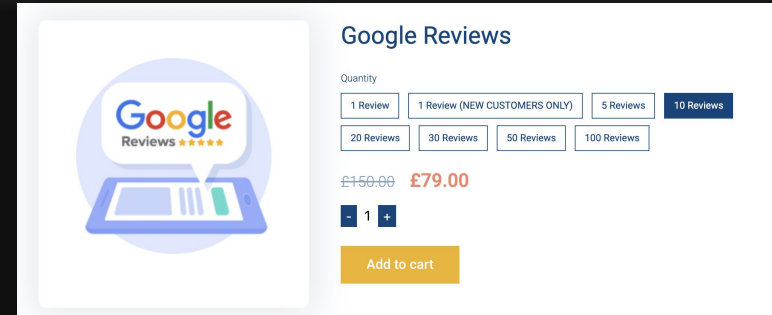 Google Reviews
Google
Reviews
Quantity
1 Review
1 Review (NEW CUSTOMERS ONLY)
5 Reviews
10 Reviews
20 Reviews
30 Reviews
50 Reviews
100 Reviews
£150.00 £79.00
- 1 +
Add to cart